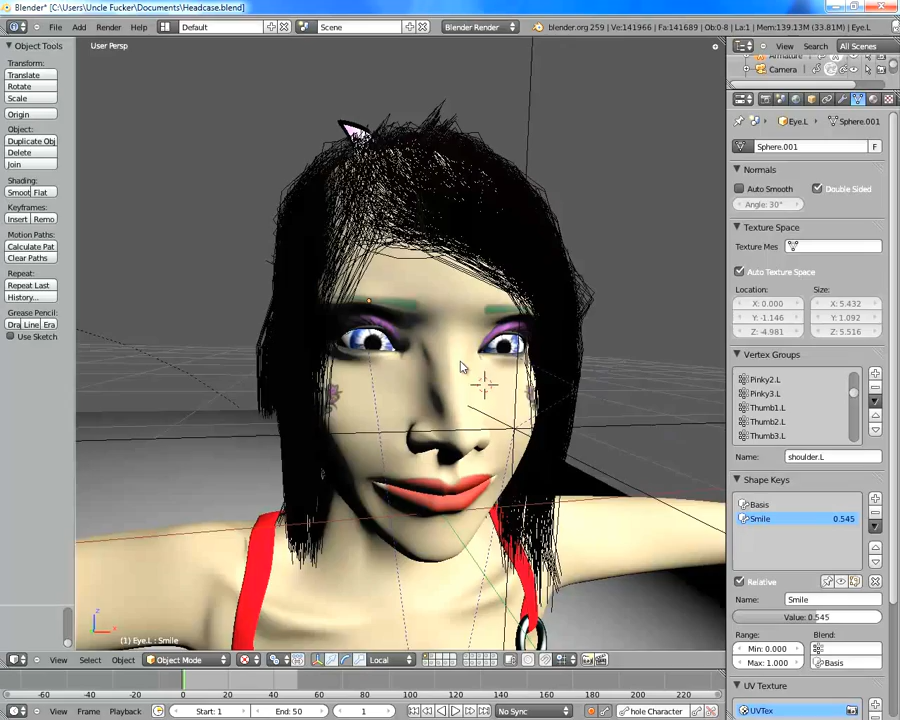 Blender* [C:\Users\Uncle Fucker\Documents\Headcase.blend]
File Add Render Help Default Scene Blender Render blender.org 259 | Ve:141966 | Fa:141689 | Ob:0-8 | La:1 | Mem:139.13M (33.81M) | Eye.L
Object Tools
Transform:
Translate
Rotate
Scale
Origin
Object:
Duplicate Obj
Delete
Join
Shading:
Smoot Flat
Keyframes:
Insert Remo
Motion Paths:
Calculate Pat
Clear Paths
Repeat:
Repeat Last
History...
Grease Pencil:
Dra Line Era
Use Sketch
User Persp
(1) Eye.L : Smile
View Select Object Object Mode Local
-60 -40 -20 0 20 40 60 80 100 120 140 160 180 200 220
View Frame Playback Start: 1 End: 50 1 No Sync hole Character
View Search All Scenes
Armature
Camera
Eye.L Sphere.001
Sphere.001 F
Normals
Auto Smooth Double Sided
Angle: 30°
Texture Space
Texture Mes
Auto Texture Space
Location: Size:
X: 0.000 X: 5.432
Y: -1.146 Y: 1.092
Z: -4.981 Z: 5.516
Vertex Groups
Pinky2.L
Pinky3.L
Thumb1.L
Thumb2.L
Thumb3.L
Name: shoulder.L
Shape Keys
Basis
Smile 0.545
Relative
Name: Smile
Value: 0.545
Range: Blend:
Min: 0.000
Max: 1.000 Basis
UV Texture
UVTex